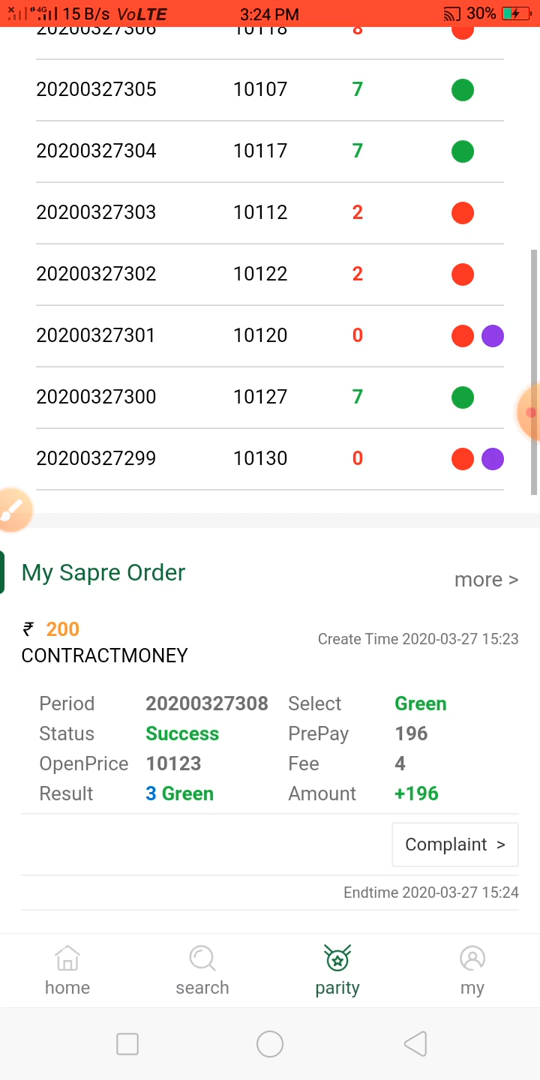 15 B/s VoLTE 3:24 PM 30%
20200327306 10118 8
20200327305 10107 7
20200327304 10117 7
20200327303 10112 2
20200327302 10122 2
20200327301 10120 0
20200327300 10127 7
20200327299 10130 0
My Sapre Order
more >
₹ 200
Create Time 2020-03-27 15:23
CONTRACTMONEY
Period 20200327308 Select Green
Status Success PrePay 196
OpenPrice 10123 Fee 4
Result 3 Green Amount +196
Complaint >
Endtime 2020-03-27 15:24
home search parity my